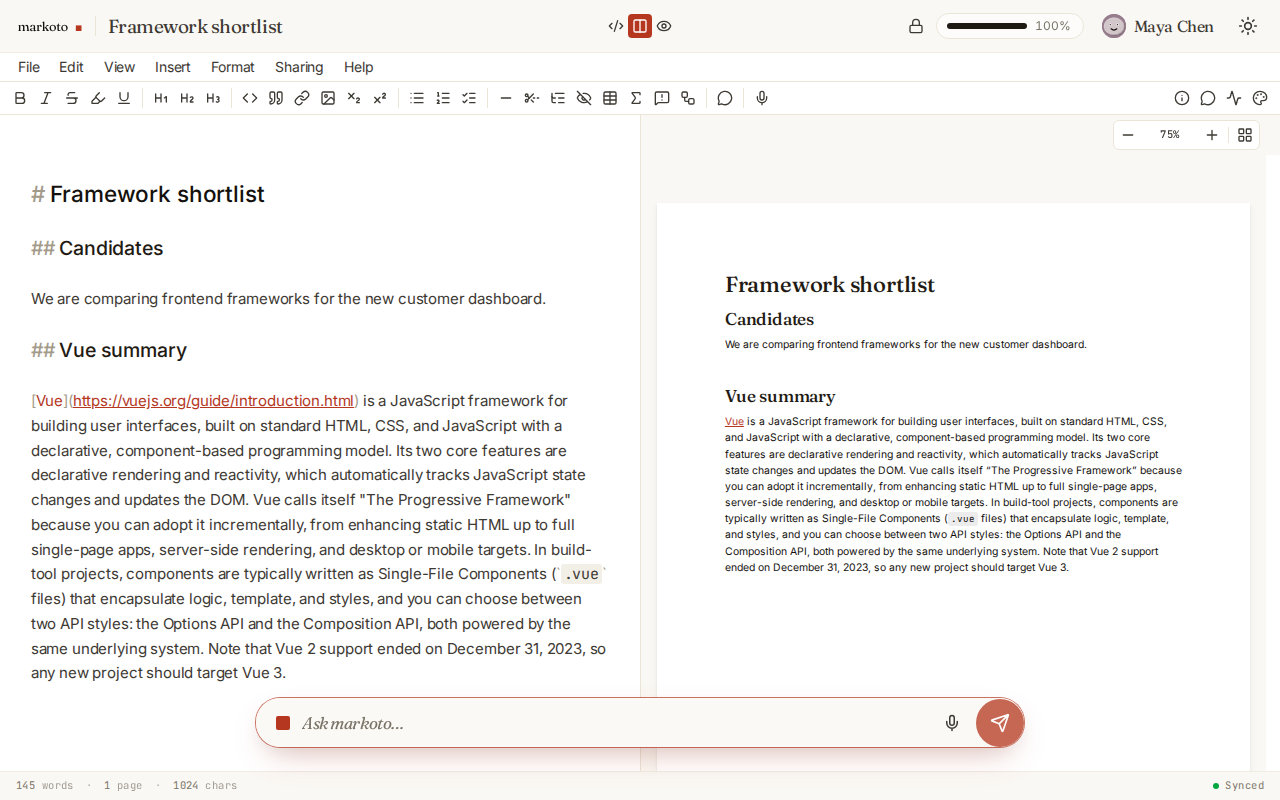 markoto
Framework shortlist
100%
Maya Chen
File Edit View Insert Format Sharing Help
B I S U H1 H2 H3 X2 x2
75%
# Framework shortlist
## Candidates
We are comparing frontend frameworks for the new customer dashboard.
## Vue summary
[Vue](https://vuejs.org/guide/introduction.html) is a JavaScript framework for
building user interfaces, built on standard HTML, CSS, and JavaScript with a
declarative, component-based programming model. Its two core features are
declarative rendering and reactivity, which automatically tracks JavaScript state
changes and updates the DOM. Vue calls itself "The Progressive Framework"
because you can adopt it incrementally, from enhancing static HTML up to full
single-page apps, server-side rendering, and desktop or mobile targets. In build-
tool projects, components are typically written as Single-File Components (`.vue`
files) that encapsulate logic, template, and styles, and you can choose between
two API styles: the Options API and the Composition API, both powered by the
same underlying system. Note that Vue 2 support ended on December 31, 2023, so
any new project should target Vue 3.
Framework shortlist
Candidates
We are comparing frontend frameworks for the new customer dashboard.
Vue summary
Vue is a JavaScript framework for building user interfaces, built on standard HTML, CSS,
and JavaScript with a declarative, component-based programming model. Its two core
features are declarative rendering and reactivity, which automatically tracks JavaScript
state changes and updates the DOM. Vue calls itself “The Progressive Framework” because
you can adopt it incrementally, from enhancing static HTML up to full single-page apps,
server-side rendering, and desktop or mobile targets. In build-tool projects, components are
typically written as Single-File Components (.vue files) that encapsulate logic, template,
and styles, and you can choose between two API styles: the Options API and the
Composition API, both powered by the same underlying system. Note that Vue 2 support
ended on December 31, 2023, so any new project should target Vue 3.
Ask markoto...
145 words · 1 page · 1024 chars
Synced